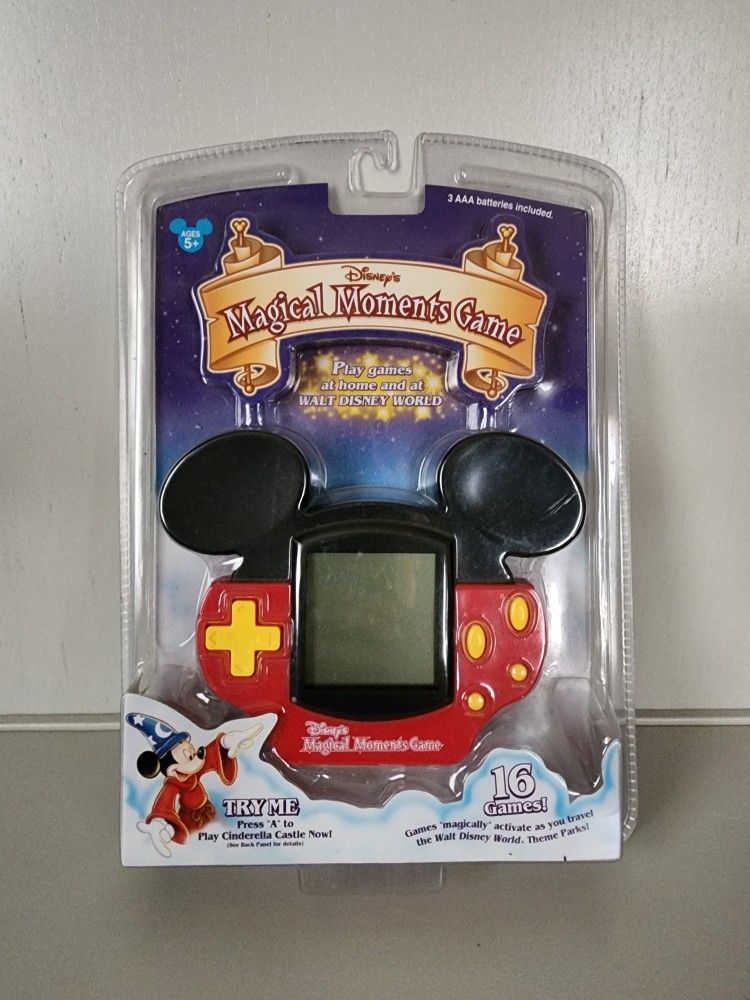 3 AAA batteries included.
AGES
5+
Disney's
Magical Moments Game
Play games
at home and at
WALT DISNEY WORLD
Disney's
Magical Moments Game
TRY ME
Press "A" to
Play Cinderella Castle Now!
(See Back Panel for details)
16
Games!
Games "magically" activate as you travel
the Walt Disney World® Theme Parks!